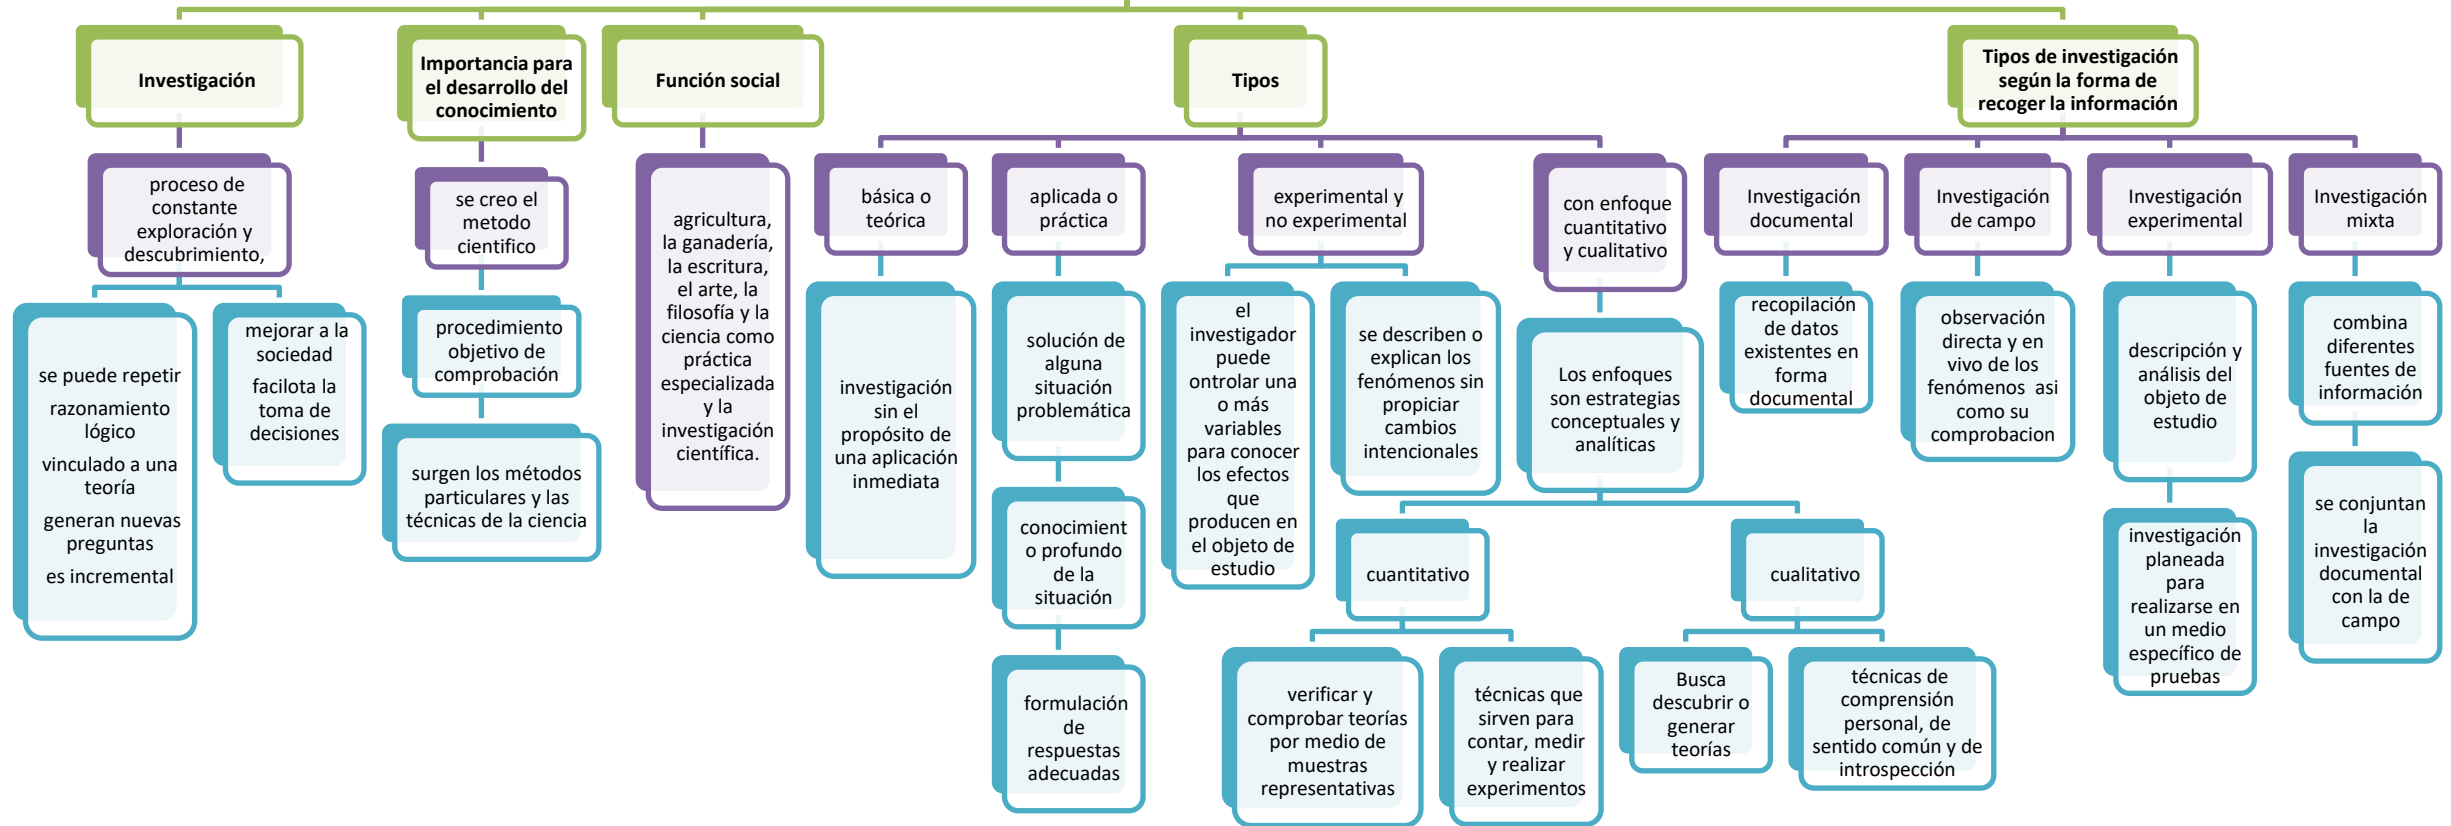 Investigación
Importancia para
el desarrollo del
conocimiento
Función social
Tipos
Tipos de investigación
según la forma de
recoger la información
proceso de
constante
exploración y
descubrimiento,
se creo el
metodo
cientifico
agricultura,
la ganadería,
la escritura,
el arte, la
filosofía y la
ciencia como
práctica
especializada
y la
investigación
científica.
básica o
teórica
aplicada o
práctica
experimental y
no experimental
con enfoque
cuantitativo
y cualitativo
Investigación
documental
Investigación
de campo
Investigación
experimental
Investigación
mixta
se puede repetir
razonamiento
lógico
vinculado a una
teoría
generan nuevas
preguntas
es incremental
mejorar a la
sociedad
facilota la
toma de
decisiones
procedimiento
objetivo de
comprobación
surgen los métodos
particulares y las
técnicas de la ciencia
investigación
sin el
propósito de
una aplicación
inmediata
solución de
alguna
situación
problemática
conocimient
o profundo
de la
situación
formulación
de
respuestas
adecuadas
el
investigador
puede
ontrolar una
o más
variables
para conocer
los efectos
que
producen en
el objeto de
estudio
se describen o
explican los
fenómenos sin
propiciar
cambios
intencionales
Los enfoques
son estrategias
conceptuales y
analíticas
cuantitativo
verificar y
comprobar teorías
por medio de
muestras
representativas
técnicas que
sirven para
contar, medir
y realizar
experimentos
cualitativo
Busca
descubrir o
generar
teorías
técnicas de
comprensión
personal, de
sentido común y de
introspección
recopilación
de datos
existentes en
forma
documental
observación
directa y en
vivo de los
fenómenos asi
como su
comprobacion
descripción y
análisis del
objeto de
estudio
investigación
planeada
para
realizarse en
un medio
específico de
pruebas
combina
diferentes
fuentes de
información
se conjuntan
la
investigación
documental
con la de
campo